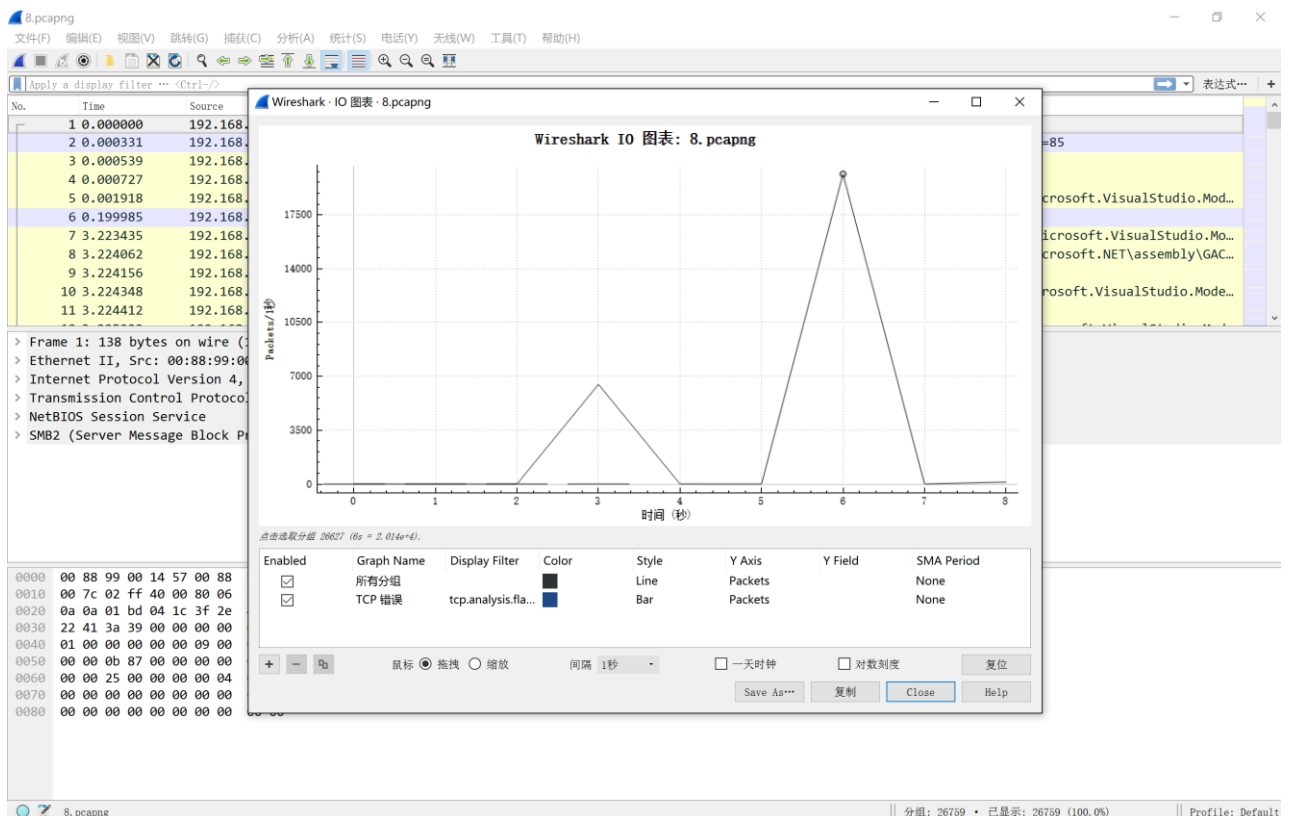 8.pcapng
文件(F) 编辑(E) 视图(V) 跳转(G) 捕获(C) 分析(A) 统计(S) 电话(Y) 无线(W) 工具(T) 帮助(H)
Apply a display filter … <Ctrl-/>
表达式…
No. Time Source
1 0.000000 192.168.
2 0.000331 192.168. =85
3 0.000539 192.168.
4 0.000727 192.168.
5 0.001918 192.168. crosoft.VisualStudio.Mod…
6 0.199985 192.168.
7 3.223435 192.168. icrosoft.VisualStudio.Mo…
8 3.224062 192.168. crosoft.NET\assembly\GAC…
9 3.224156 192.168.
10 3.224348 192.168. rosoft.VisualStudio.Mode…
11 3.224412 192.168.
> Frame 1: 138 bytes on wire (
> Ethernet II, Src: 00:88:99:0
> Internet Protocol Version 4,
> Transmission Control Protoco
> NetBIOS Session Service
> SMB2 (Server Message Block P
0000 00 88 99 00 14 57 00 88
0010 00 7c 02 ff 40 00 80 06
0020 0a 0a 01 bd 04 1c 3f 2e
0030 22 41 3a 39 00 00 00 00
0040 01 00 00 00 00 00 09 00
0050 00 00 0b 87 00 00 00 00
0060 00 00 25 00 00 00 00 04
0070 00 00 00 00 00 00 00 00
0080 00 00 00 00 00 00 00 00
Wireshark · IO 图表 · 8.pcapng
Wireshark IO 图表: 8.pcapng
17500
14000
10500
7000
3500
0
Packets/1秒
0 1 2 3 4 5 6 7 8
时间 (秒)
点击选取分组 26627 (6s = 2.014e+4).
Enabled Graph Name Display Filter Color Style Y Axis Y Field SMA Period
所有分组 Line Packets None
TCP 错误 tcp.analysis.fla… Bar Packets None
鼠标 拖拽 缩放 间隔 1秒 一天时钟 对数刻度 复位
Save As… 复制 Close Help
8.pcapng 分组: 26759 · 已显示: 26759 (100.0%) Profile: Default